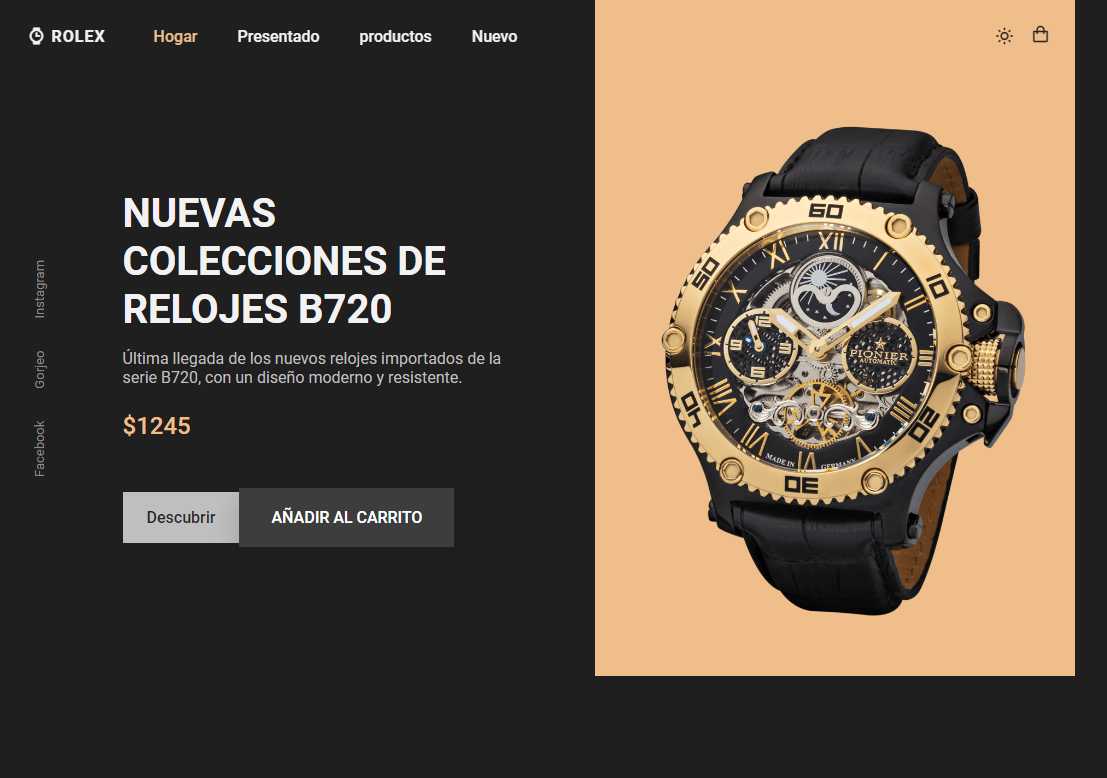 ROLEX
Hogar
Presentado
productos
Nuevo
NUEVAS
COLECCIONES DE
RELOJES B720
Última llegada de los nuevos relojes importados de la
serie B720, con un diseño moderno y resistente.
$1245
Descubrir
AÑADIR AL CARRITO
Instagram
Gorjeo
Facebook
60
10
20
30
40
50
XII
PIONIER
AUTOMATIC
MADE IN
GERMANY